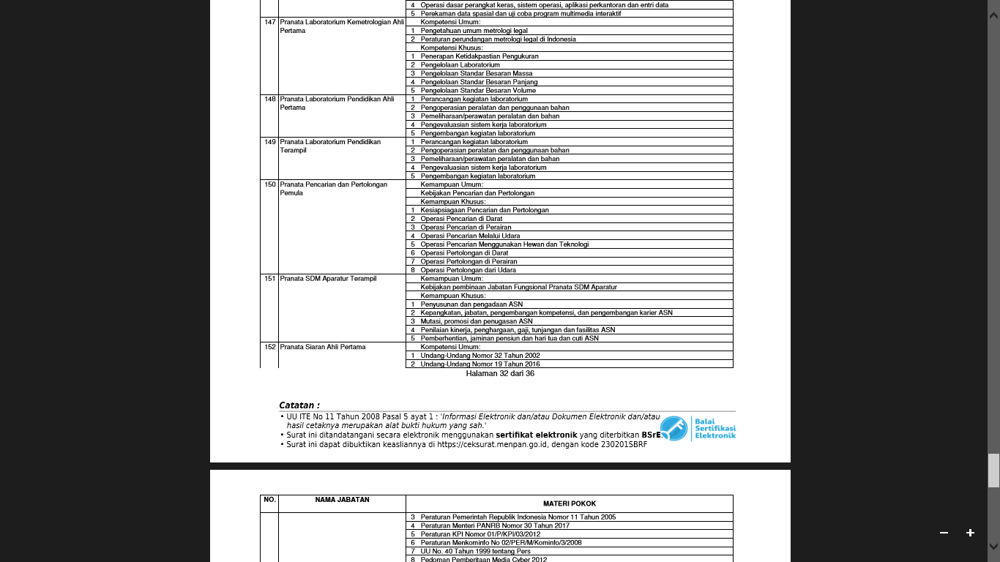 4 Operasi dasar perangkat keras, sistem operasi, aplikasi perkantoran dan entri data
5 Perekaman data spasial dan uji coba program multimedia interaktif
147 Pranata Laboratorium Kemetrologian Ahli Pertama
Kompetensi Umum:
1 Pengetahuan umum metrologi legal
2 Peraturan perundangan metrologi legal di Indonesia
Kompetensi Khusus:
1 Penerapan Ketidakpastian Pengukuran
2 Pengelolaan Laboratorium
3 Pengelolaan Standar Besaran Massa
4 Pengelolaan Standar Besaran Panjang
5 Pengelolaan Standar Besaran Volume
148 Pranata Laboratorium Pendidikan Ahli Pertama
1 Perancangan kegiatan laboratorium
2 Pengoperasian peralatan dan penggunaan bahan
3 Pemeliharaan/perawatan peralatan dan bahan
4 Pengevaluasian sistem kerja laboratorium
5 Pengembangan kegiatan laboratorium
149 Pranata Laboratorium Pendidikan Terampil
1 Perancangan kegiatan laboratorium
2 Pengoperasian peralatan dan penggunaan bahan
3 Pemeliharaan/perawatan peralatan dan bahan
4 Pengevaluasian sistem kerja laboratorium
5 Pengembangan kegiatan laboratorium
150 Pranata Pencarian dan Pertolongan Pemula
Kemampuan Umum:
Kebijakan Pencarian dan Pertolongan
Kemampuan Khusus:
1 Kesiapsiagaan Pencarian dan Pertolongan
2 Operasi Pencarian di Darat
3 Operasi Pencarian di Perairan
4 Operasi Pencarian Melalui Udara
5 Operasi Pencarian Menggunakan Hewan dan Teknologi
6 Operasi Pertolongan di Darat
7 Operasi Pertolongan di Perairan
8 Operasi Pertolongan dari Udara
151 Pranata SDM Aparatur Terampil
Kemampuan Umum:
Kebijakan pembinaan Jabatan Fungsional Pranata SDM Aparatur
Kemampuan Khusus:
1 Penyusunan dan pengadaan ASN
2 Kepangkatan, jabatan, pengembangan kompetensi, dan pengembangan karier ASN
3 Mutasi, promosi dan penugasan ASN
4 Penilaian kinerja, penghargaan, gaji, tunjangan dan fasilitas ASN
5 Pemberhentian, jaminan pensiun dan hari tua dan cuti ASN
152 Pranata Siaran Ahli Pertama
Kompetensi Umum:
1 Undang-Undang Nomor 32 Tahun 2002
2 Undang-Undang Nomor 19 Tahun 2016
Halaman 32 dari 36
Catatan :
• UU ITE No 11 Tahun 2008 Pasal 5 ayat 1 : 'Informasi Elektronik dan/atau Dokumen Elektronik dan/atau
hasil cetaknya merupakan alat bukti hukum yang sah.'
• Surat ini ditandatangani secara elektronik menggunakan sertifikat elektronik yang diterbitkan BSrE.
• Surat ini dapat dibuktikan keasliannya di https://ceksurat.menpan.go.id, dengan kode 230201SBRF
Balai
Sertifikasi
Elektronik
NO. NAMA JABATAN MATERI POKOK
3 Peraturan Pemerintah Republik Indonesia Nomor 11 Tahun 2005
4 Peraturan Menteri PANRB Nomor 30 Tahun 2017
5 Peraturan KPI Nomor 01/P/KPI/03/2012
6 Peraturan Menkominfo No 02/PER/M/Kominfo/3/2008
7 UU No. 40 Tahun 1999 tentang Pers
8 Pedoman Pemberitaan Media Cyber 2012